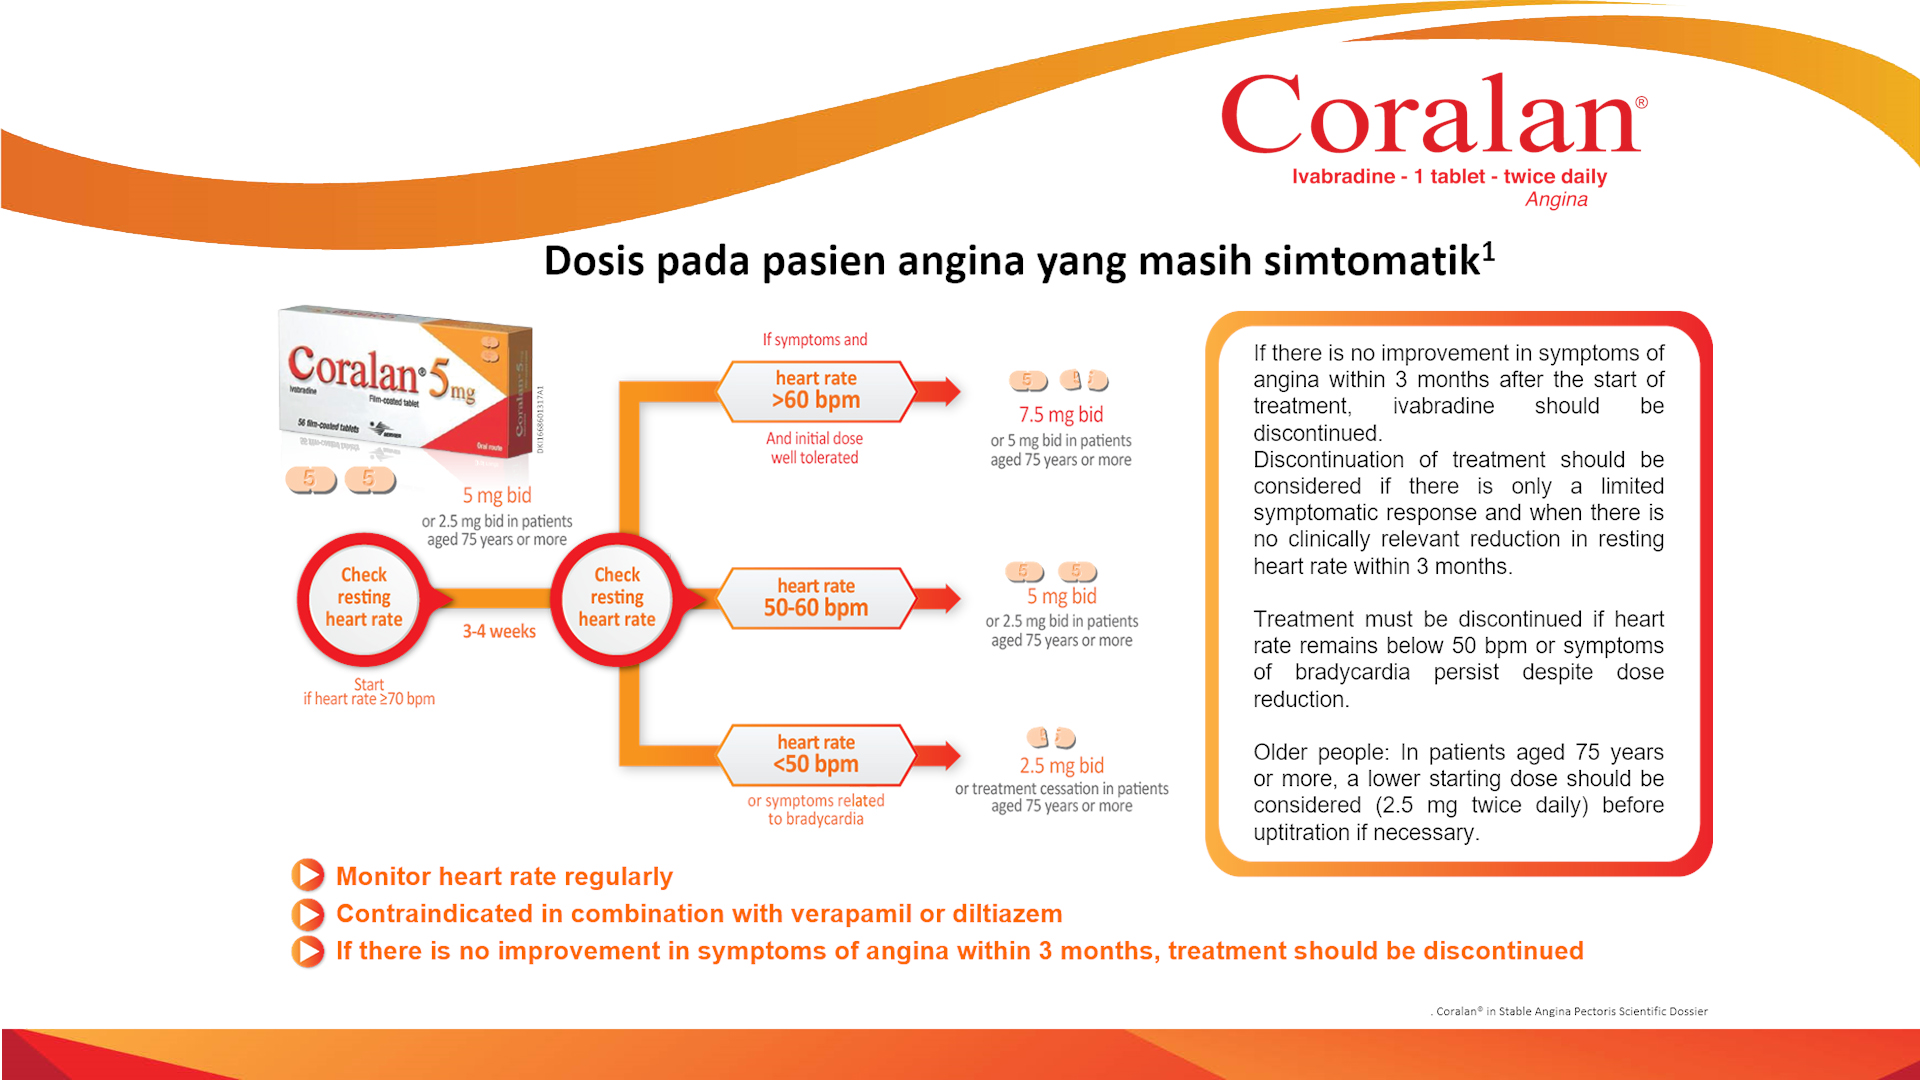 Coralan®
Ivabradine - 1 tablet - twice daily
Angina
Dosis pada pasien angina yang masih simtomatik¹
Coralan® 5 mg
Ivabradine
Film-coated tablet
56 film-coated tablets
SERVIER
Oral route
Coralan® 5
DKI1668601317A1
5 5
5 mg bid
or 2.5 mg bid in patients
aged 75 years or more
Check
resting
heart rate
Start
if heart rate ≥70 bpm
3-4 weeks
Check
resting
heart rate
If symptoms and
heart rate
>60 bpm
And initial dose
well tolerated
5
7.5 mg bid
or 5 mg bid in patients
aged 75 years or more
heart rate
50-60 bpm
5 5
5 mg bid
or 2.5 mg bid in patients
aged 75 years or more
heart rate
<50 bpm
or symptoms related
to bradycardia
2.5 mg bid
or treatment cessation in patients
aged 75 years or more
If there is no improvement in symptoms of
angina within 3 months after the start of
treatment, ivabradine should be
discontinued.
Discontinuation of treatment should be
considered if there is only a limited
symptomatic response and when there is
no clinically relevant reduction in resting
heart rate within 3 months.
Treatment must be discontinued if heart
rate remains below 50 bpm or symptoms
of bradycardia persist despite dose
reduction.
Older people: In patients aged 75 years
or more, a lower starting dose should be
considered (2.5 mg twice daily) before
uptitration if necessary.
Monitor heart rate regularly
Contraindicated in combination with verapamil or diltiazem
If there is no improvement in symptoms of angina within 3 months, treatment should be discontinued
. Coralan® in Stable Angina Pectoris Scientific Dossier